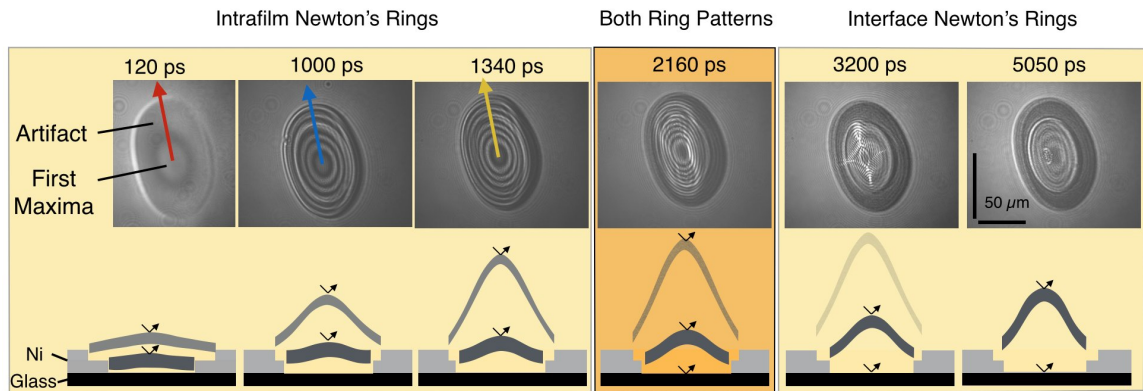 Intrafilm Newton's Rings
Both Ring Patterns
Interface Newton's Rings
120 ps
1000 ps
1340 ps
2160 ps
3200 ps
5050 ps
Artifact
First
Maxima
50 µm
Ni
Glass